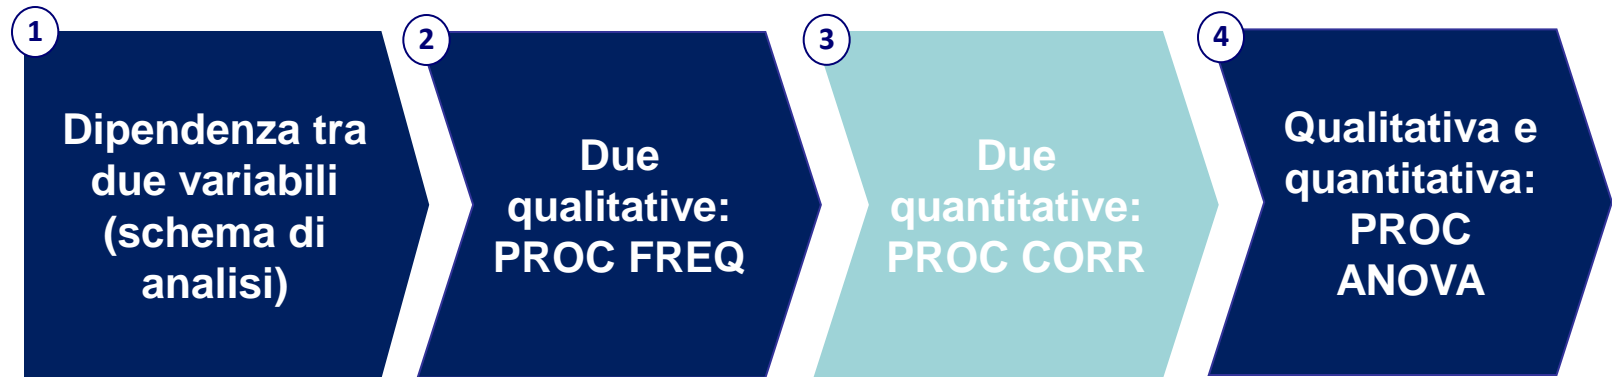 1
Dipendenza tra
due variabili
(schema di
analisi)
2
Due
qualitative:
PROC FREQ
3
Due
quantitative:
PROC CORR
4
Qualitativa e
quantitativa:
PROC
ANOVA